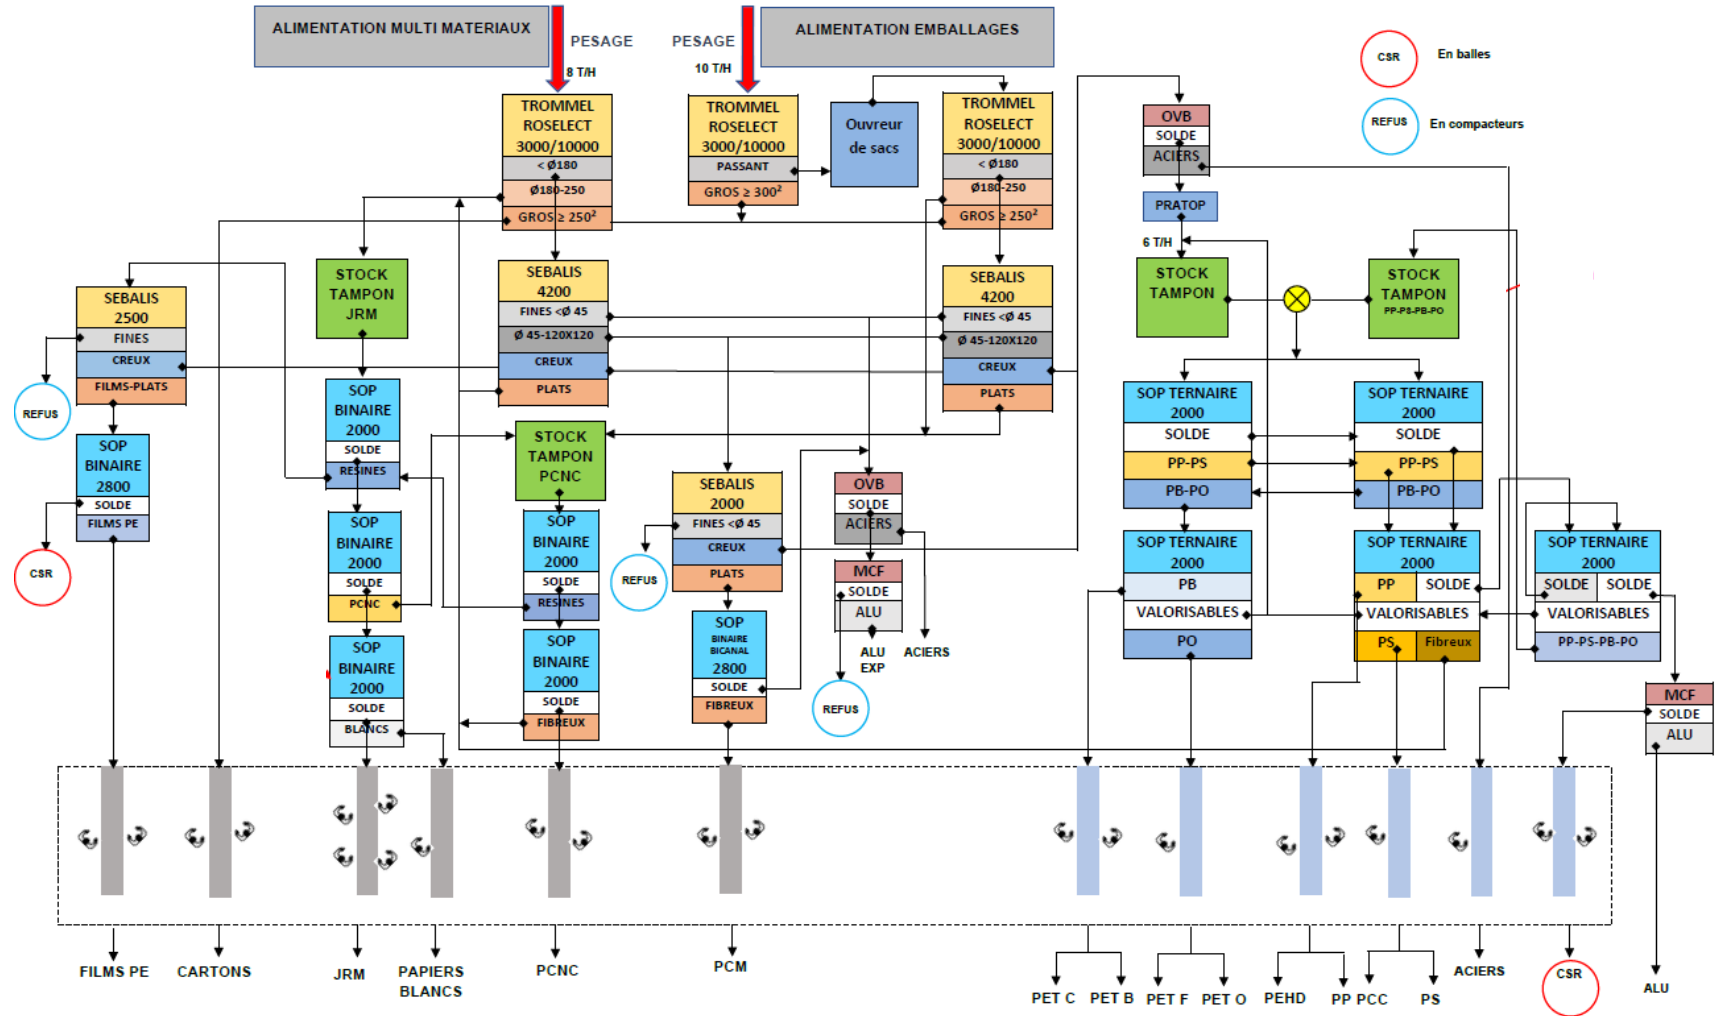 ALIMENTATION MULTI MATERIAUX
PESAGE
8 T/H
PESAGE
10 T/H
ALIMENTATION EMBALLAGES
CSR
En balles
REFUS
En compacteurs
TROMMEL
ROSELECT
3000/10000
< Ø180
Ø180-250
GROS ≥ 250²
TROMMEL
ROSELECT
3000/10000
PASSANT
GROS ≥ 300²
Ouvreur
de sacs
TROMMEL
ROSELECT
3000/10000
< Ø180
Ø180-250
GROS ≥ 250²
OVB
SOLDE
ACIERS
PRATOP
6 T/H
STOCK
TAMPON
STOCK
TAMPON
PP-PS-PB-PO
SEBALIS
2500
FINES
CREUX
FILMS-PLATS
REFUS
STOCK
TAMPON
JRM
SEBALIS
4200
FINES <Ø 45
Ø 45-120X120
CREUX
PLATS
SEBALIS
4200
FINES <Ø 45
Ø 45-120X120
CREUX
PLATS
SOP
BINAIRE
2800
SOLDE
FILMS PE
CSR
SOP
BINAIRE
2000
SOLDE
RESINES
STOCK
TAMPON
PCNC
SEBALIS
2000
FINES <Ø 45
CREUX
PLATS
REFUS
OVB
SOLDE
ACIERS
MCF
SOLDE
ALU
ALU
EXP
ACIERS
REFUS
SOP TERNAIRE
2000
SOLDE
PP-PS
PB-PO
SOP TERNAIRE
2000
SOLDE
PP-PS
PB-PO
SOP
BINAIRE
2000
SOLDE
PCNC
SOP
BINAIRE
2000
SOLDE
RESINES
SOP
BINAIRE
BICANAL
2800
SOLDE
FIBREUX
SOP TERNAIRE
2000
PB
VALORISABLES
PO
SOP TERNAIRE
2000
PP
SOLDE
VALORISABLES
PS
Fibreux
SOP TERNAIRE
2000
SOLDE
SOLDE
VALORISABLES
PP-PS-PB-PO
SOP
BINAIRE
2000
SOLDE
BLANCS
SOP
BINAIRE
2000
SOLDE
FIBREUX
MCF
SOLDE
ALU
FILMS PE
CARTONS
JRM
PAPIERS
BLANCS
PCNC
PCM
PET C
PET B
PET F
PET O
PEHD
PP
PCC
PS
ACIERS
CSR
ALU